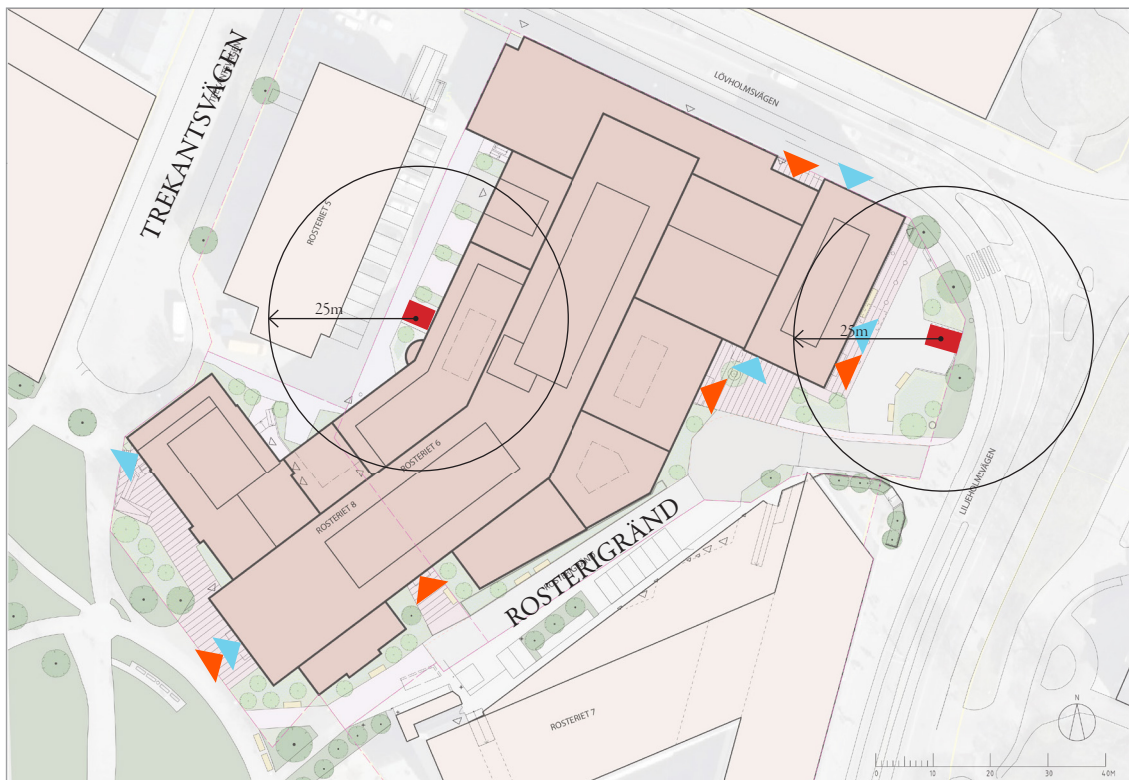 LÖVHOLMSVÄGEN
TREKANTSVÄGEN
ROSTERIET 5
25m
25m
ROSTERIET 6
ROSTERIET 8
LILJEHOLMSVÄGEN
ROSTERIGRÄND
ROSTERIET 7
N
0 10 20 30 40M